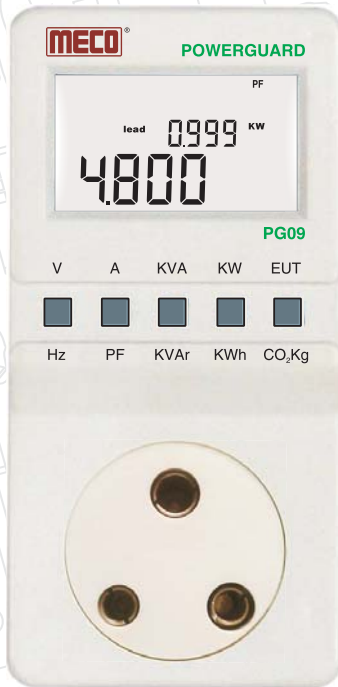 MECO®
POWERGUARD
PF
lead 0.999 KW
4.800
PG09
V A KVA KW EUT
Hz PF KVAr KWh CO₂Kg